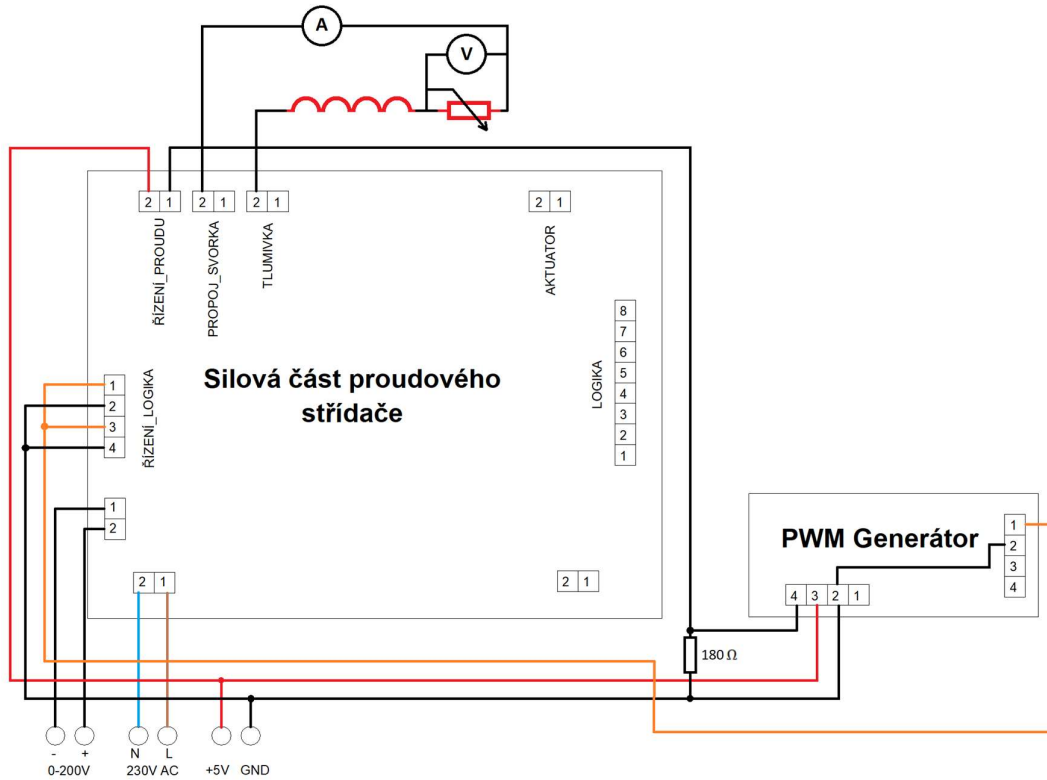 A
V
2 1
2 1
2 1
2 1
ŘÍZENÍ_PROUDU
PROPOJ_SVORKA
TLUMIVKA
AKTUATOR
8
7
6
5
4
3
2
1
LOGIKA
1
2
3
4
ŘÍZENÍ_LOGIKA
Silová část proudového
střídače
1
2
2 1
2 1
PWM Generátor
1
2
3
4
4 3 2 1
180 Ω
- +
0-200V
N L
230V AC
+5V
GND